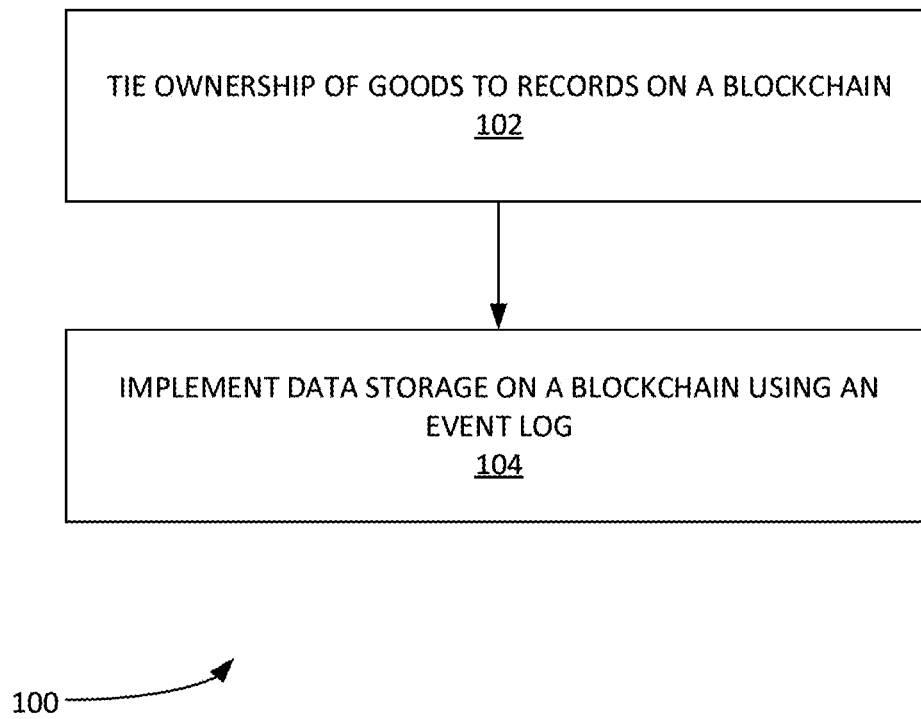 TIE OWNERSHIP OF GOODS TO RECORDS ON A BLOCKCHAIN
102
IMPLEMENT DATA STORAGE ON A BLOCKCHAIN USING AN
EVENT LOG
104
100